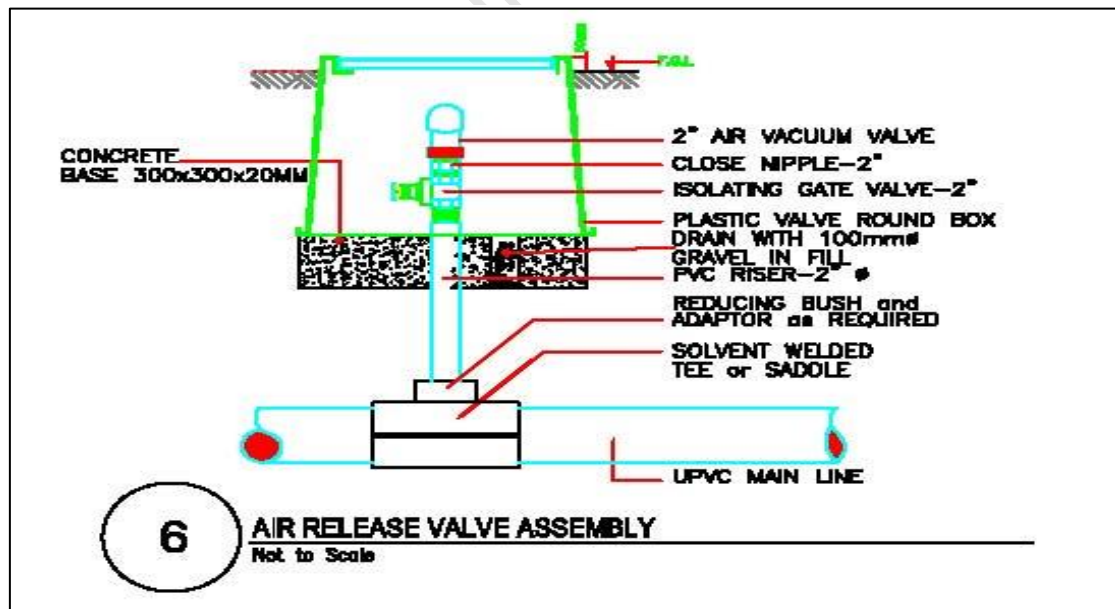 2" AIR VACUUM VALVE
CONCRETE
BASE 300x300x20MM
CLOSE NIPPLE-2"
ISOLATING GATE VALVE-2"
PLASTIC VALVE ROUND BOX
DRAIN WITH 100mmø
GRAVEL IN FILL
PVC RISER-2" ø
REDUCING BUSH and
ADAPTOR as REQUIRED
SOLVENT WELDED
TEE or SADDLE
UPVC MAIN LINE
6
AIR RELEASE VALVE ASSEMBLY
Not to Scale